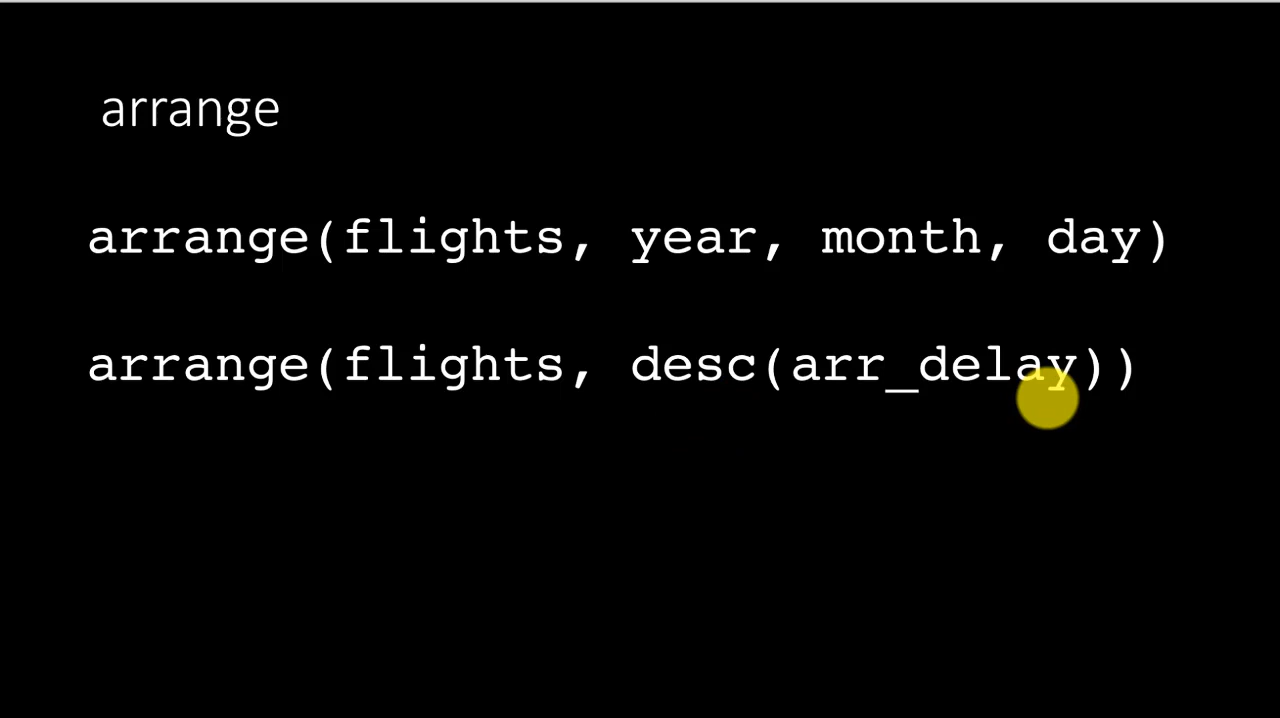 arrange
arrange(flights, year, month, day)
arrange(flights, desc(arr_delay))